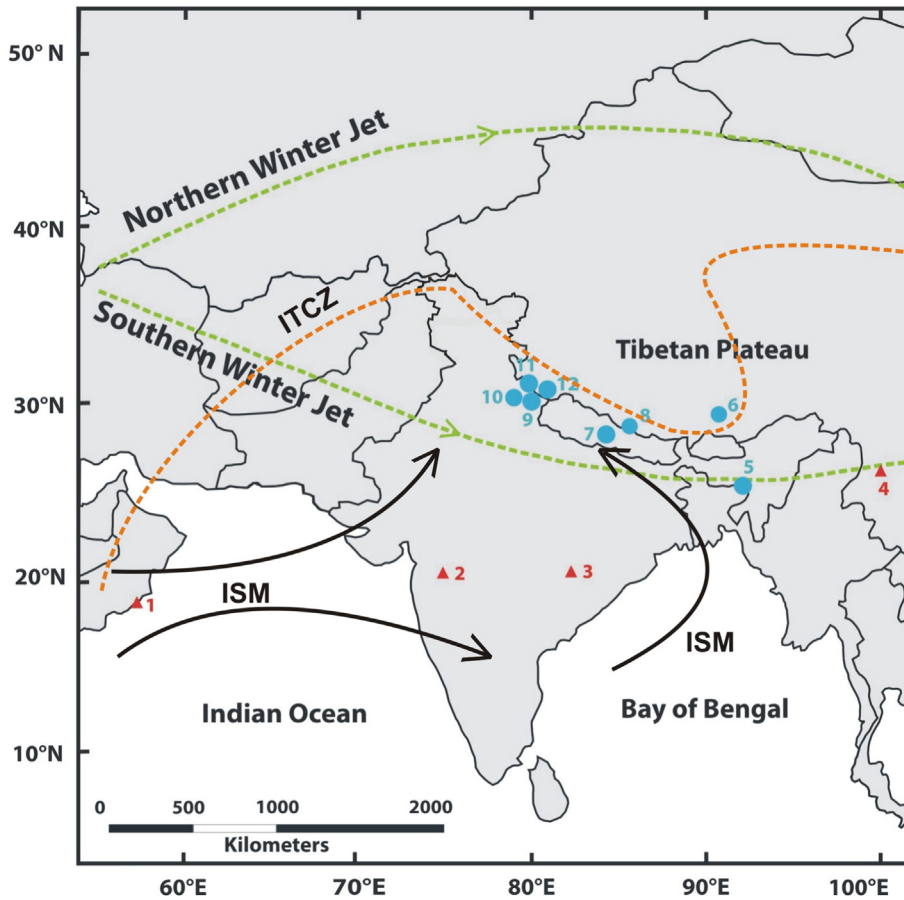 50° N
Northern Winter Jet
40°N
ITCZ
Southern Winter Jet
Tibetan Plateau
11
12
30°N
10
9
8
6
7
5
4
20°N
2
3
1
ISM
ISM
Indian Ocean
Bay of Bengal
10°N
0 500 1000 2000
Kilometers
60°E 70°E 80°E 90°E 100°E